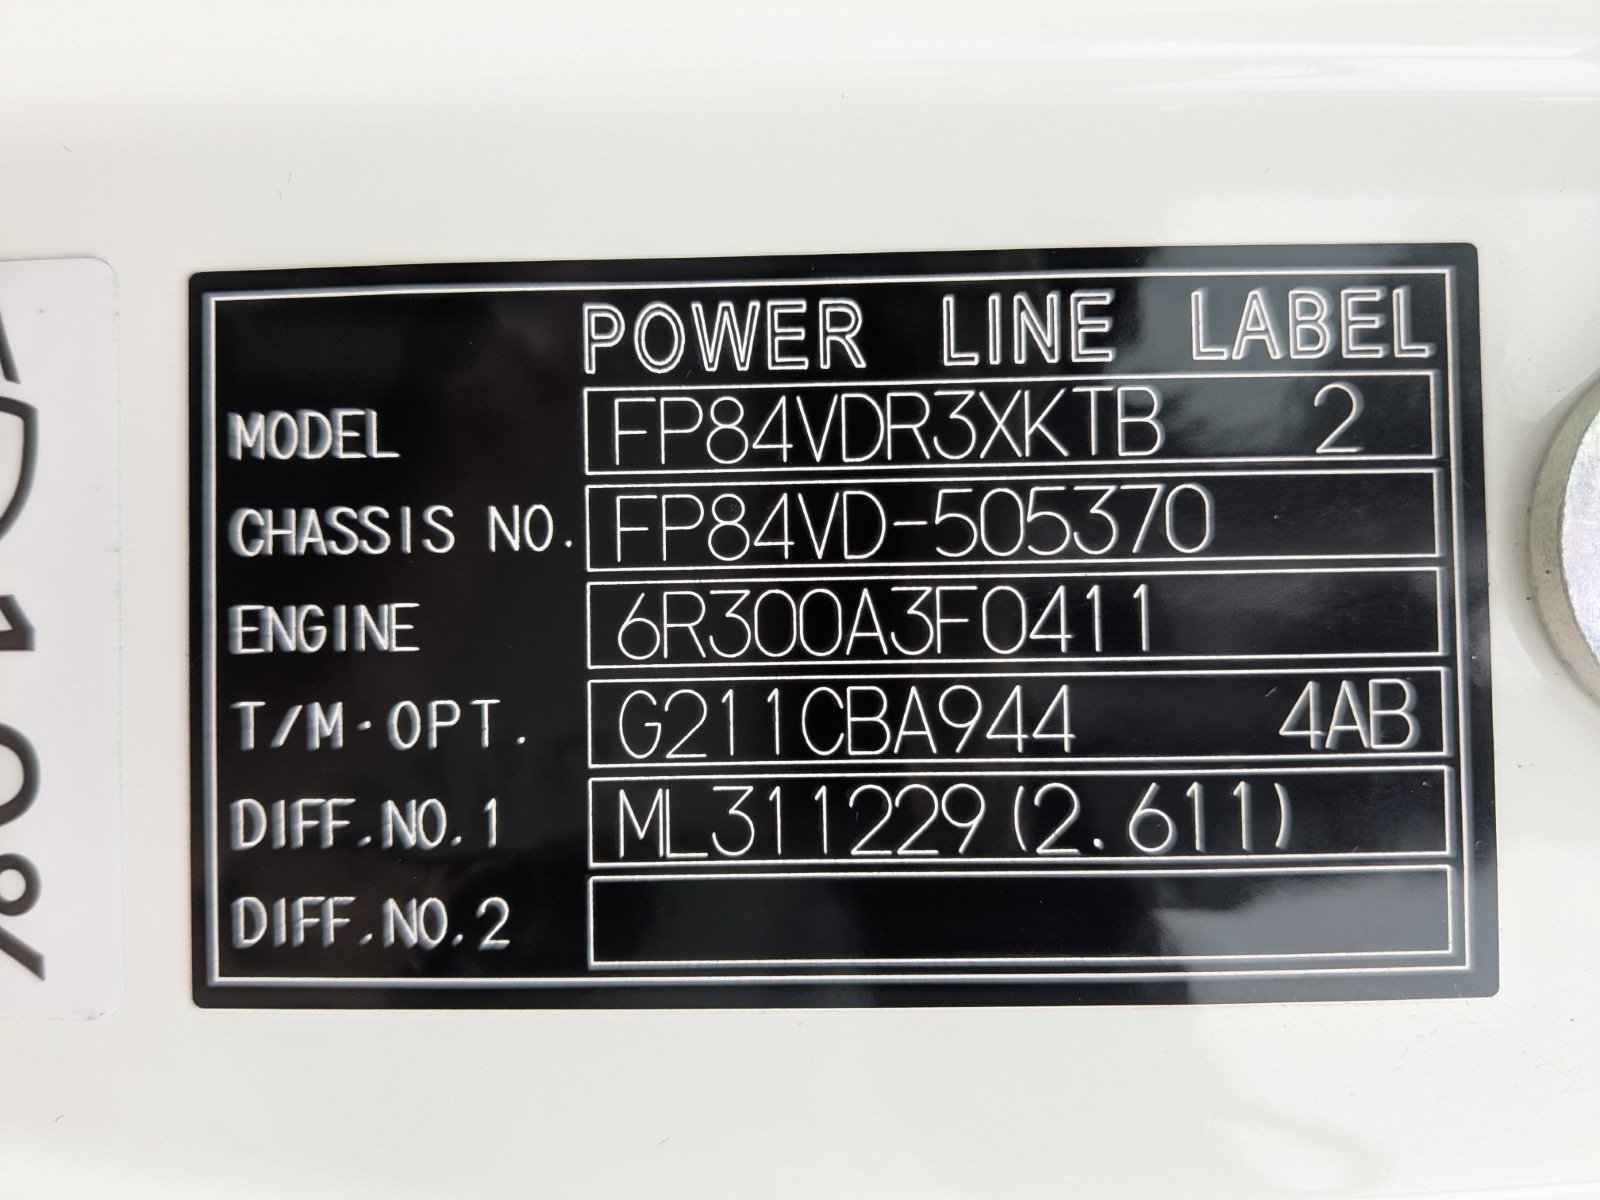 POWER LINE LABEL
MODEL FP84VDR3XKTB 2
CHASSIS NO. FP84VD-505370
ENGINE 6R300A3F0411
T/M·OPT. G211CBA944 4AB
DIFF.NO.1 ML311229(2.611)
DIFF.NO.2